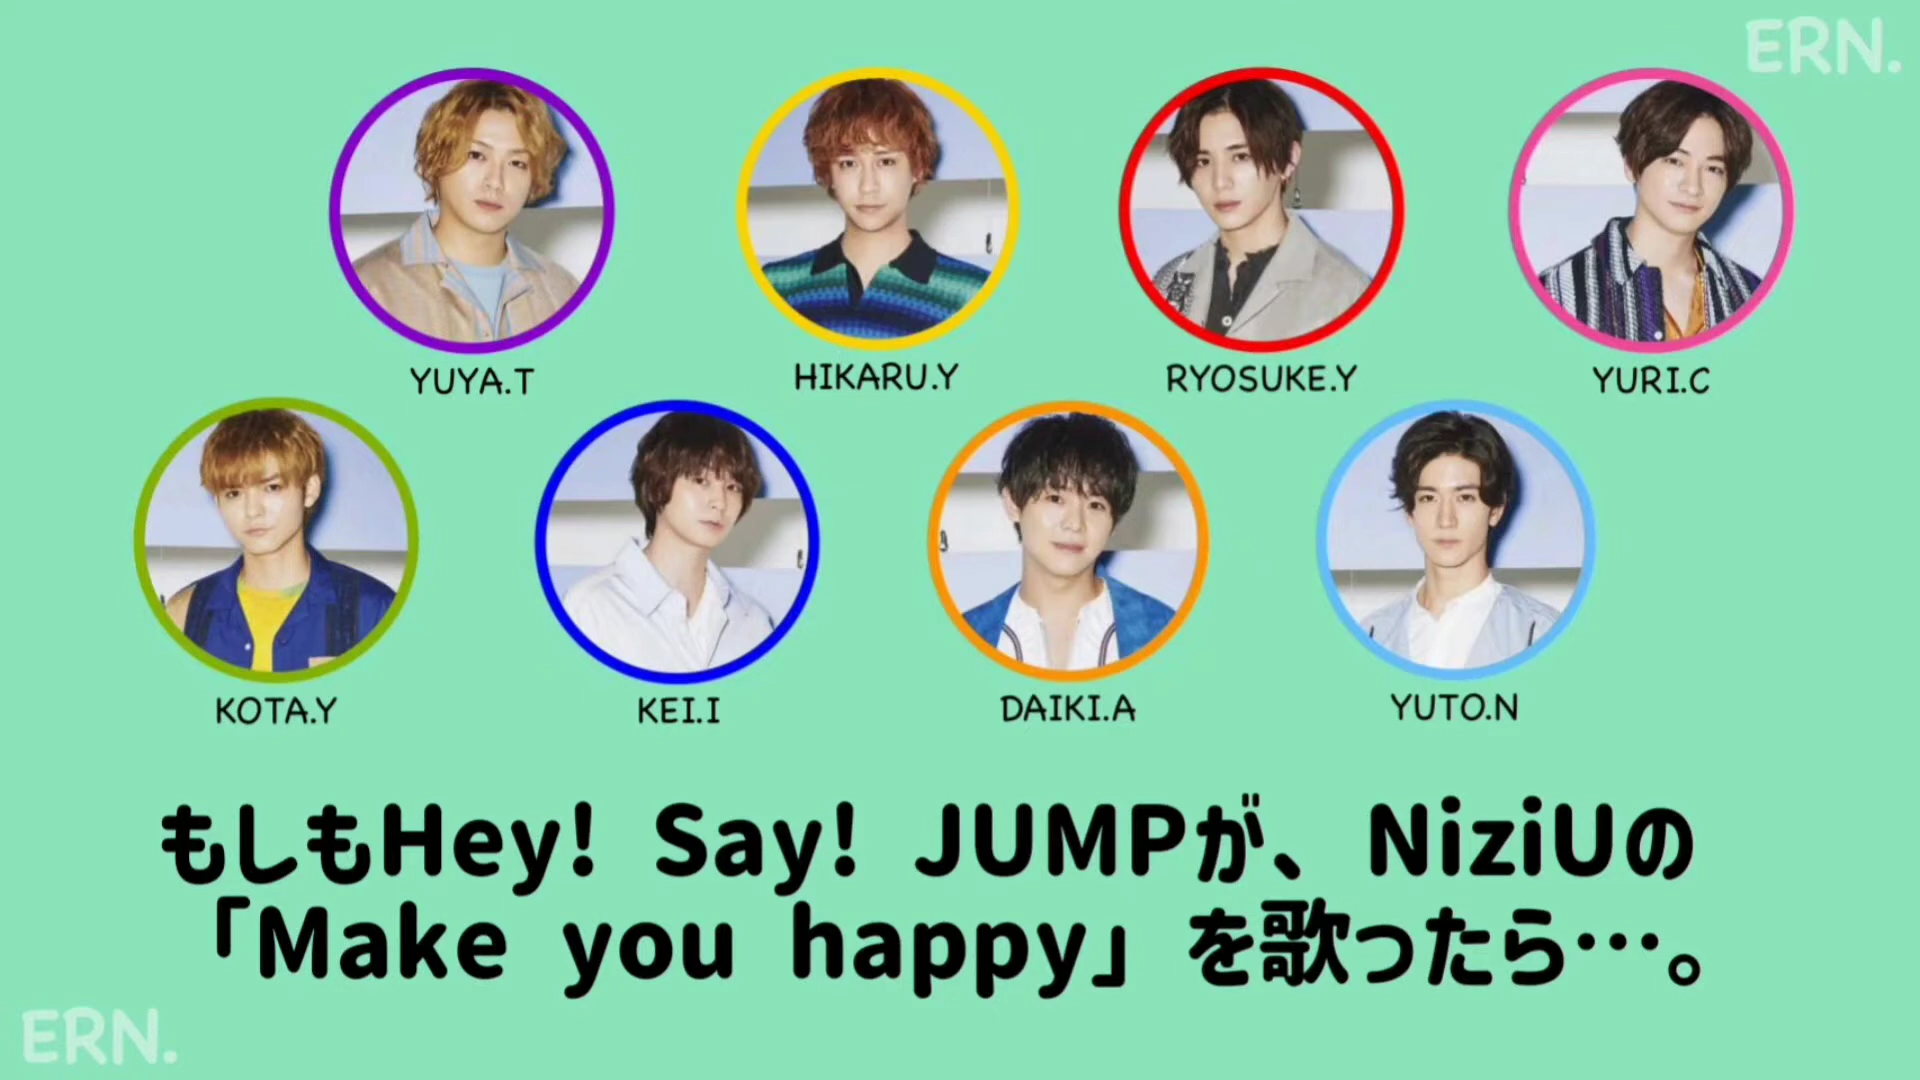 ERN.
YUYA.T
HIKARU.Y
RYOSUKE.Y
YURI.C
KOTA.Y
KEI.I
DAIKI.A
YUTO.N
もしもHey! Say! JUMPが、NiziUの
「Make you happy」を歌ったら…。
ERN.